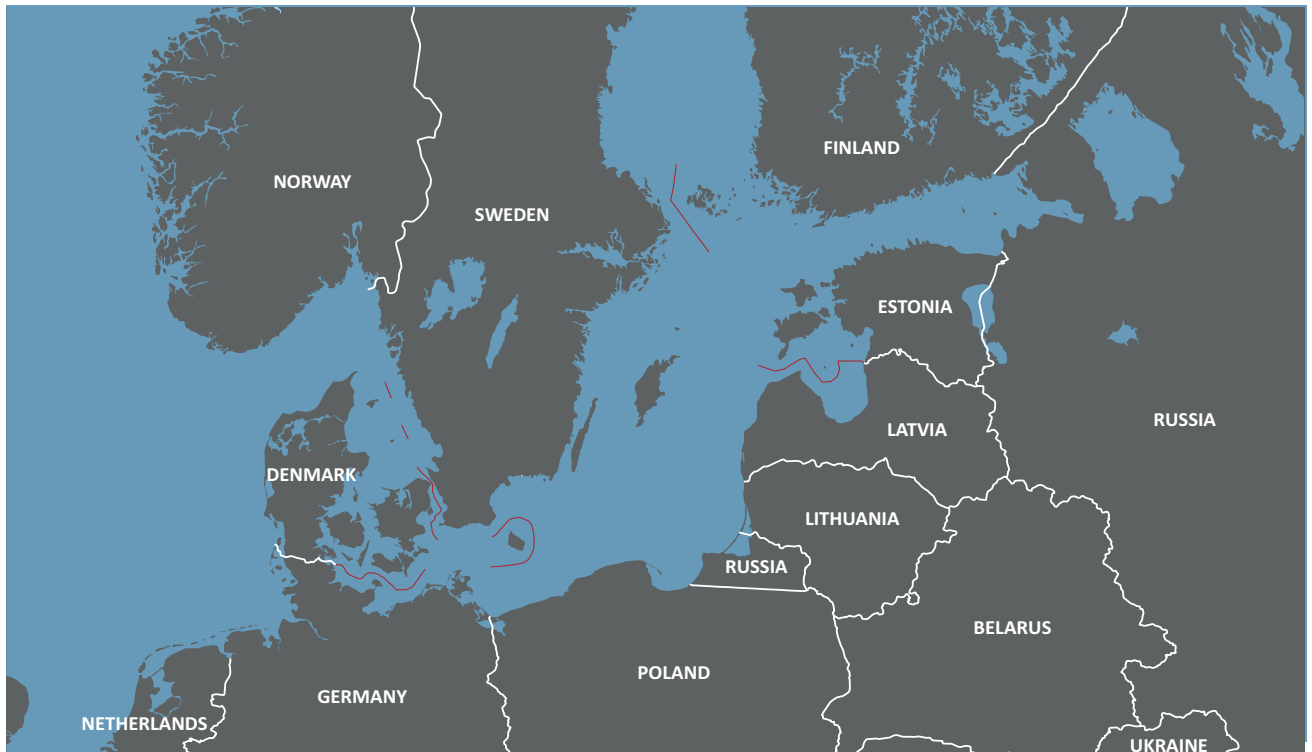 FINLAND
NORWAY
SWEDEN
ESTONIA
RUSSIA
LATVIA
DENMARK
LITHUANIA
RUSSIA
BELARUS
POLAND
GERMANY
NETHERLANDS
UKRAINE